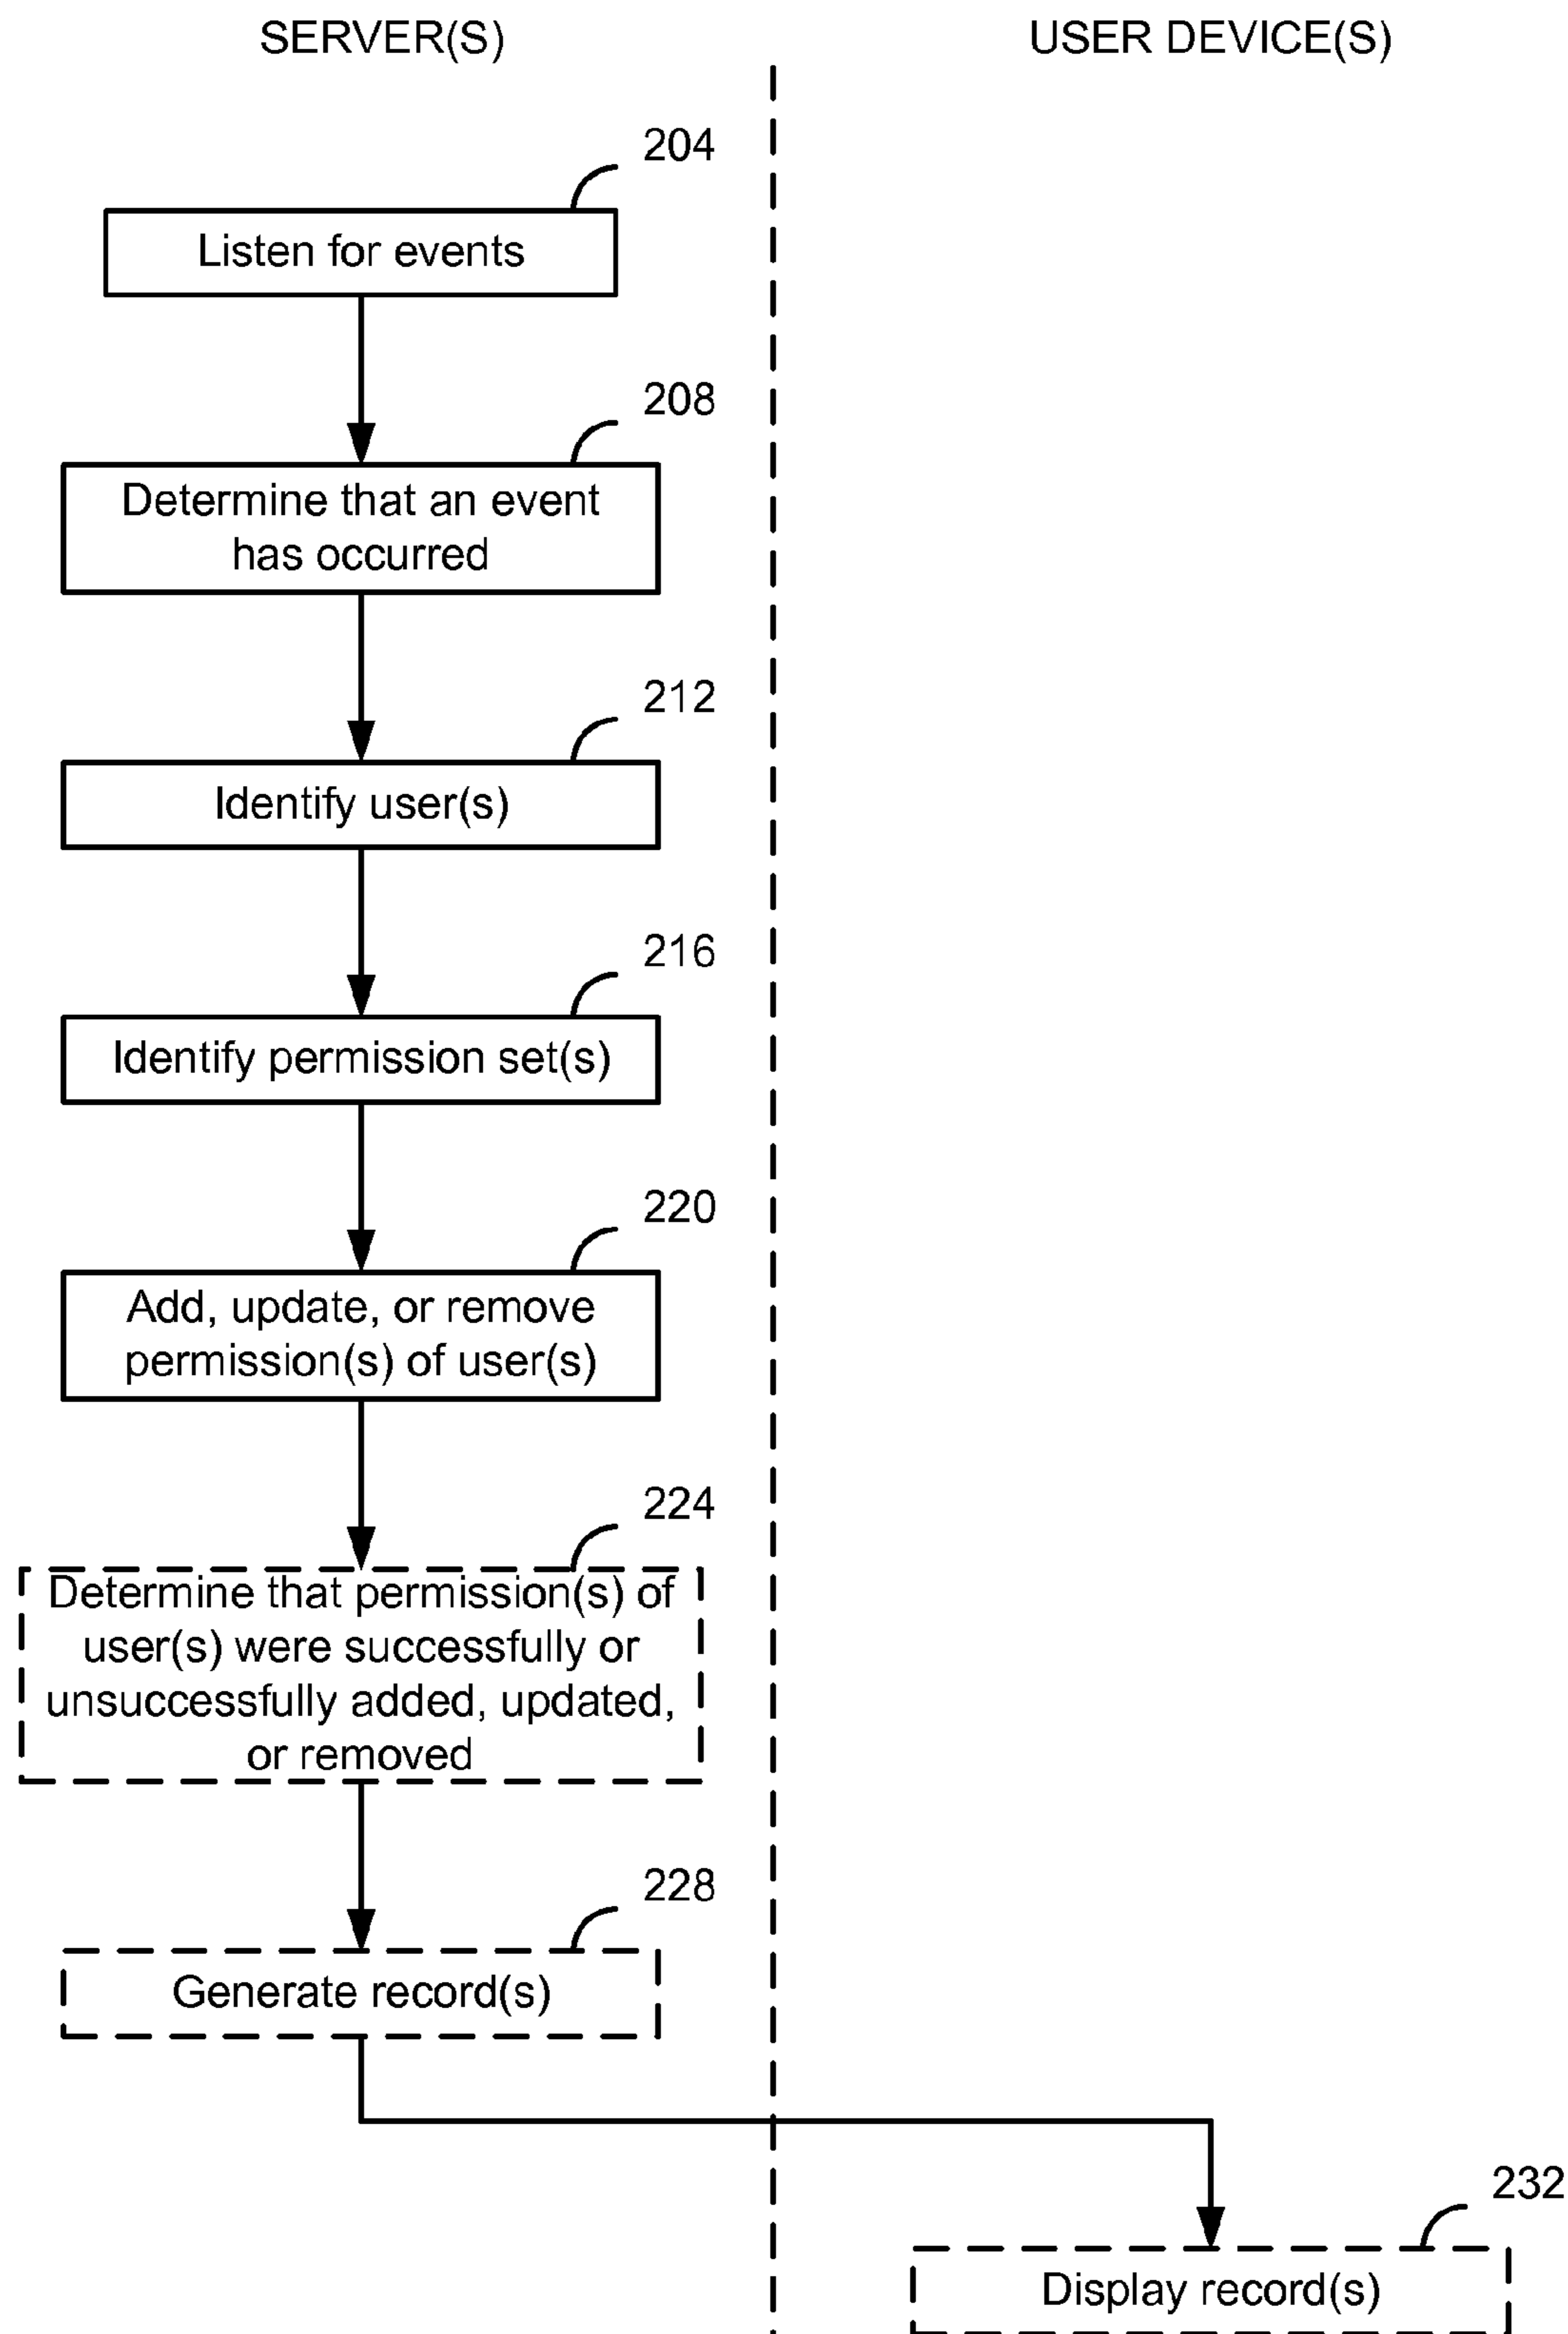 SERVER(S)
USER DEVICE(S)
204
Listen for events
208
Determine that an event
has occurred
212
Identify user(s)
216
Identify permission set(s)
220
Add, update, or remove
permission(s) of user(s)
224
Determine that permission(s) of
user(s) were successfully or
unsuccessfully added, updated,
or removed
228
Generate record(s)
232
Display record(s)